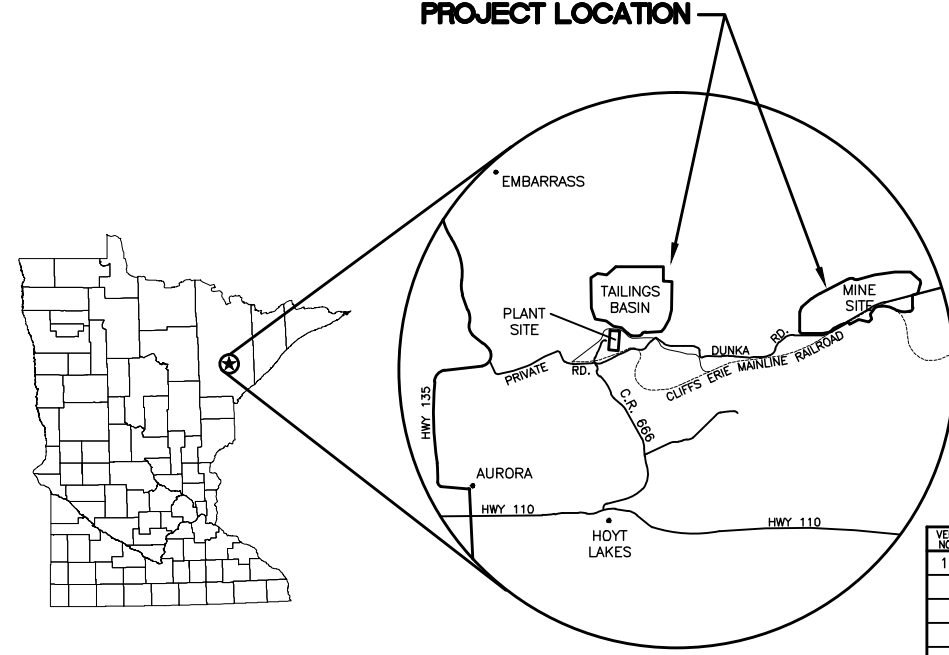 PROJECT LOCATION
EMBARRASS
TAILINGS
BASIN
MINE
SITE
PLANT
SITE
DUNKA
RD.
PRIVATE
RD.
CLIFFS ERIE MAINLINE RAILROAD
HWY 135
C.R. 666
AURORA
HWY 110
HWY 110
HOYT
LAKES
1